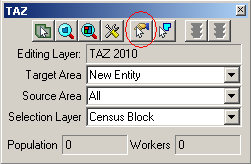 TAZ
Editing Layer: TAZ 2010
Target Area New Entity
Source Area All
Selection Layer Census Block
Population 0 Workers 0